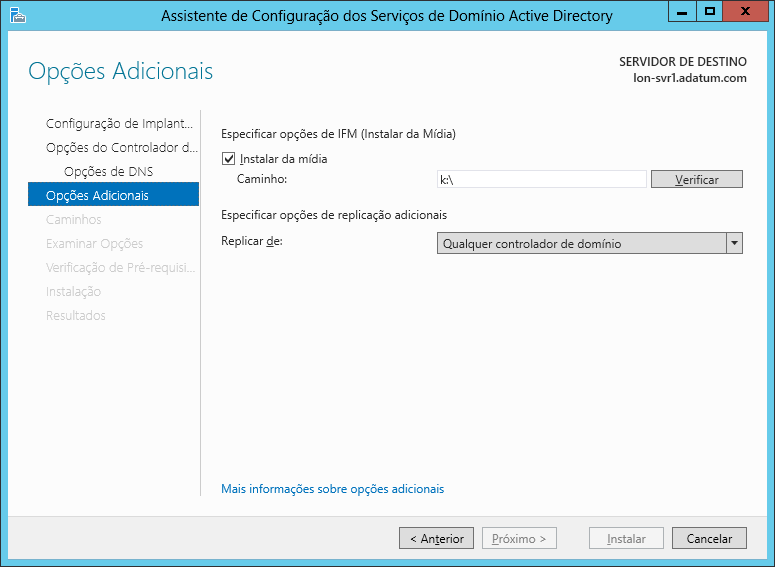 Assistente de Configuração dos Serviços de Domínio Active Directory
Opções Adicionais
SERVIDOR DE DESTINO
lon-svr1.adatum.com
Configuração de Implant...
Opções do Controlador d...
Opções de DNS
Opções Adicionais
Caminhos
Examinar Opções
Verificação de Pré-requisi...
Instalação
Resultados
Especificar opções de IFM (Instalar da Mídia)
Instalar da mídia
Caminho:
k:\
Verificar
Especificar opções de replicação adicionais
Replicar de:
Qualquer controlador de domínio
Mais informações sobre opções adicionais
< Anterior
Próximo >
Instalar
Cancelar